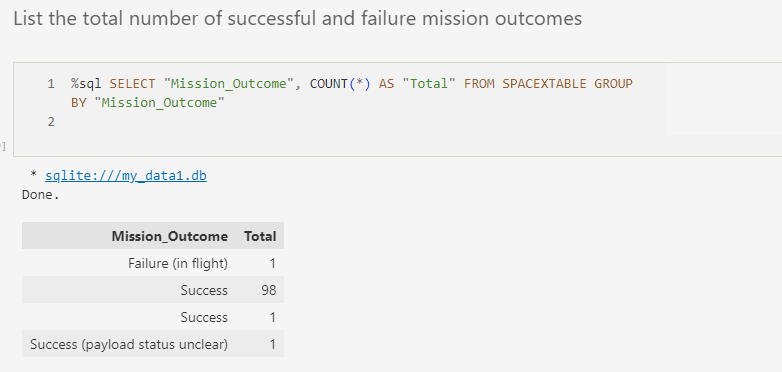 List the total number of successful and failure mission outcomes
1 %sql SELECT "Mission_Outcome", COUNT(*) AS "Total" FROM SPACEXTABLE GROUP
BY "Mission_Outcome"
2
]
* sqlite:///my_data1.db
Done.
Mission_Outcome Total
Failure (in flight) 1
Success 98
Success 1
Success (payload status unclear) 1